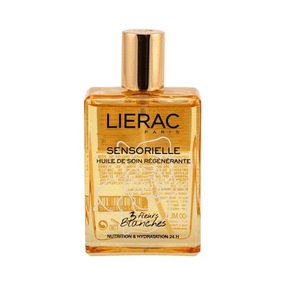 LIERAC
PARIS
SENSORIELLE
HUILE DE SOIN RÉGÉNÉRANTE
3 fleurs
Blanches
NUTRITION & HYDRATATION 24 H